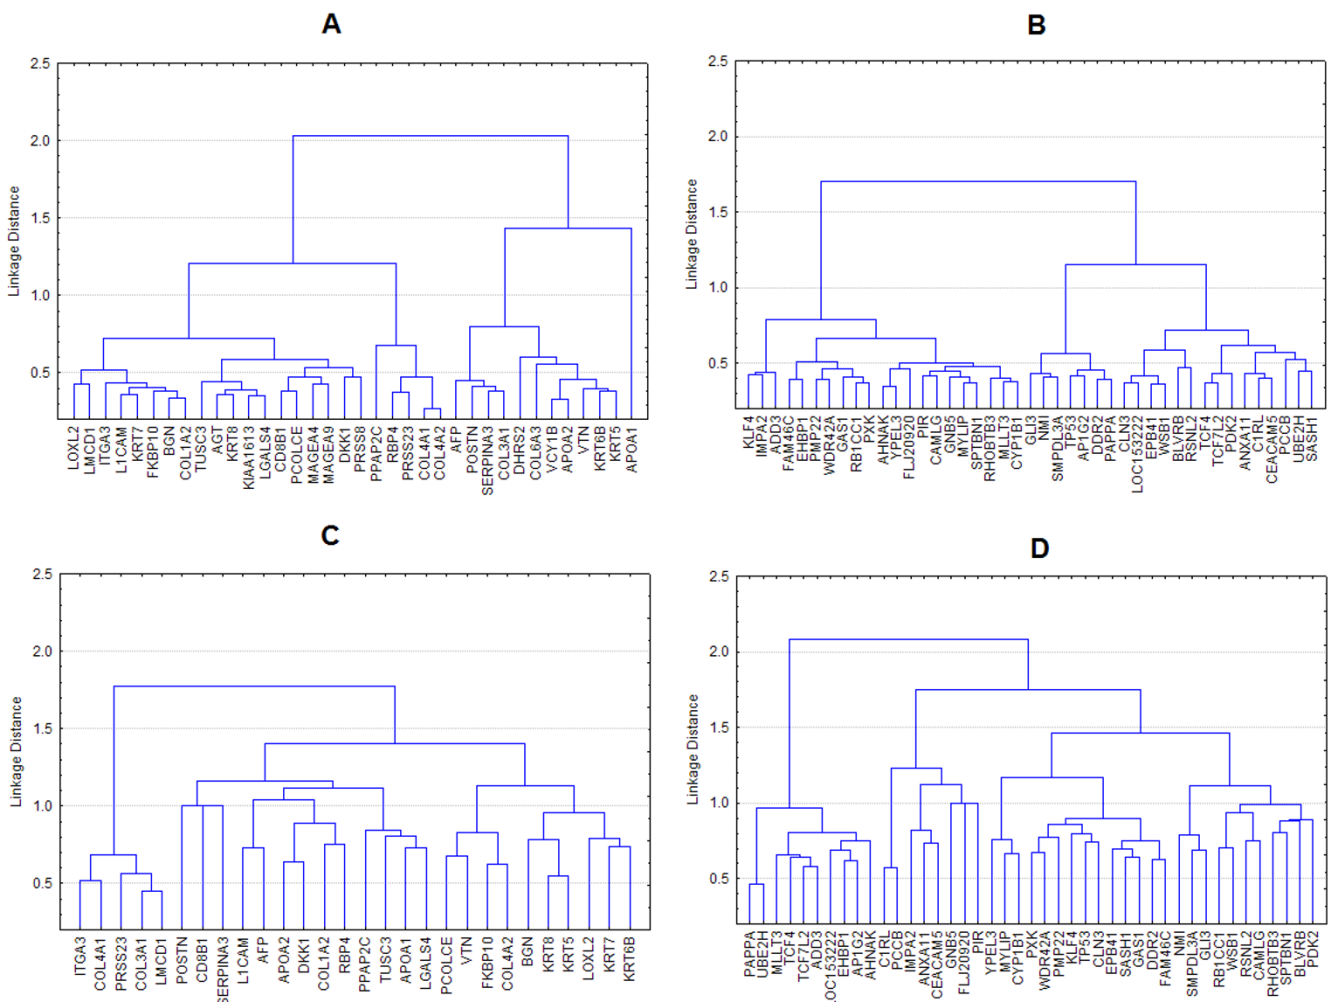 A
2.5
2.0
1.5
1.0
0.5
Linkage Distance
LOXL2
LMCD1
ITGA3
L1CAM
KRT7
FKBP10
BGN
COL1A2
TUSC3
AGT
KRT8
KIAA1613
LGALS4
CD8B1
PCOLCE
MAGEA4
MAGEA9
DKK1
PRSS8
PPAP2C
RBP4
PRSS23
COL4A1
COL4A2
AFP
POSTN
SERPINA3
COL3A1
DHRS2
COL6A3
VCY1B
APOA2
VTN
KRT6B
KRT5
APOA1
B
2.5
2.0
1.5
1.0
0.5
Linkage Distance
KLF4
IMPA2
ADD3
FAM46C
EHBP1
PMP22
WDR42A
GAS1
RB1CC1
PXK
AHNAK
YPEL3
FLJ20920
PIR
CAMLG
GNB5
MYLIP
SPTBN1
RHOBTB3
MLLT3
CYP1B1
GLI3
NMI
SMPDL3A
TP53
AP1G2
DDR2
PAPPA
CLN3
LOC153222
EPB41
WSB1
BLVRB
RSNL2
TCF4
TCF7L2
PDK2
ANXA11
C1RL
CEACAM5
PCCB
UBE2H
SASH1
C
2.5
2.0
1.5
1.0
0.5
Linkage Distance
ITGA3
COL4A1
PRSS23
COL3A1
LMCD1
POSTN
CD8B1
SERPINA3
L1CAM
AFP
APOA2
DKK1
COL1A2
RBP4
PPAP2C
TUSC3
APOA1
LGALS4
PCOLCE
VTN
FKBP10
COL4A2
BGN
KRT8
KRT5
LOXL2
KRT7
KRT6B
D
2.5
2.0
1.5
1.0
0.5
Linkage Distance
PAPPA
UBE2H
MLLT3
TCF4
TCF7L2
ADD3
LOC153222
EHBP1
AP1G2
AHNAK
C1RL
PCCB
IMPA2
ANXA11
CEACAM5
GNB5
FLJ20920
PIR
YPEL3
MYLIP
CYP1B1
PXK
WDR42A
PMP22
KLF4
TP53
CLN3
EPB41
SASH1
GAS1
DDR2
FAM46C
NMI
SMPDL3A
GLI3
RB1CC1
WSB1
RSNL2
CAMLG
RHOBTB3
SPTBN1
BLVRB
PDK2